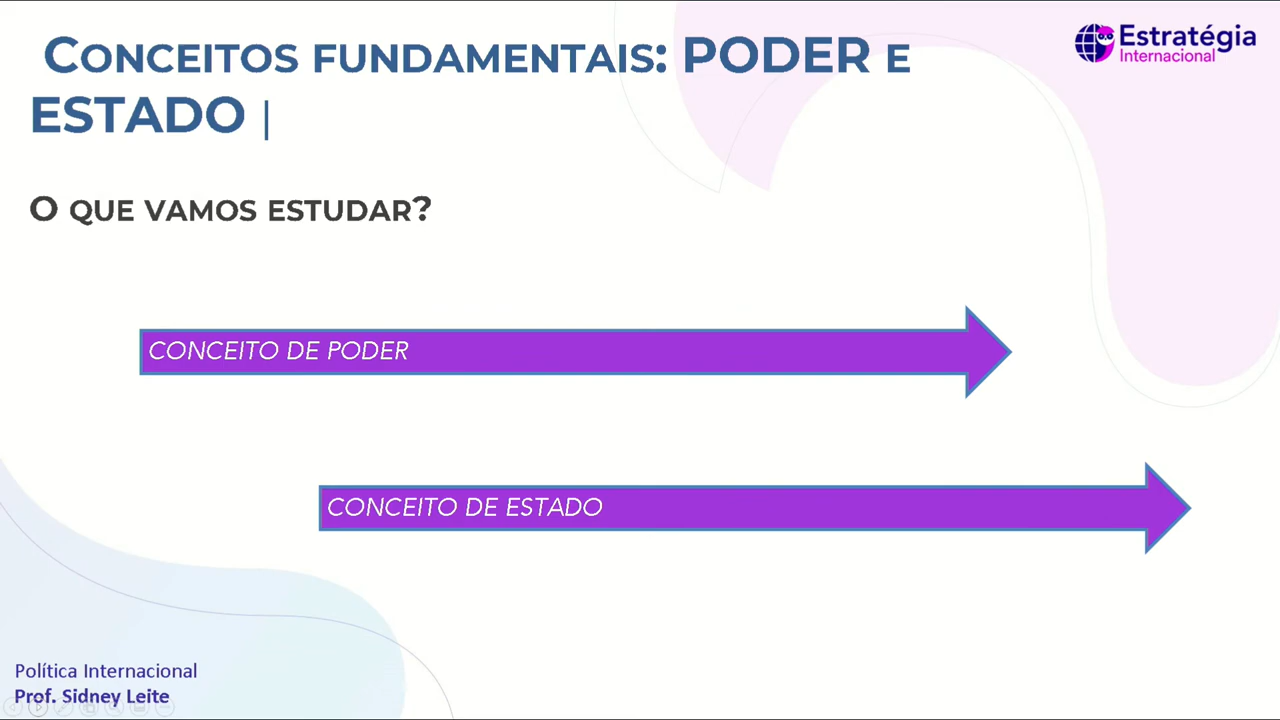 Conceitos fundamentais: PODER e
ESTADO |
Estratégia
Internacional
O que vamos estudar?
CONCEITO DE PODER
CONCEITO DE ESTADO
Política Internacional
Prof. Sidney Leite